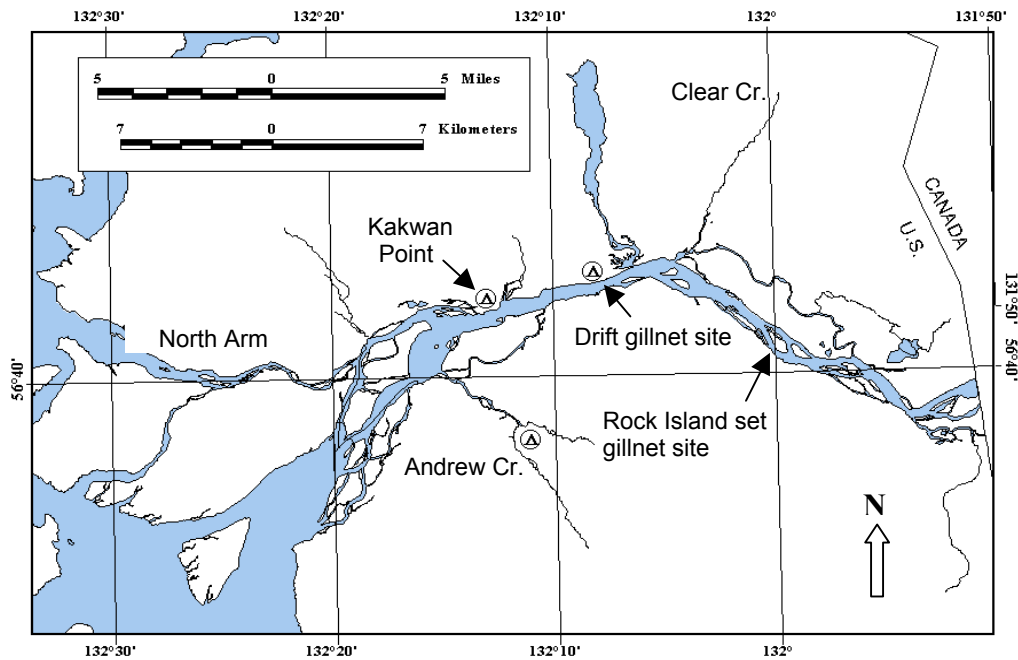 132°30'
132°20'
132°10'
132°
131°50'
5 0 5 Miles
7 0 7 Kilometers
Clear Cr.
CANADA
U.S.
Kakwan
Point
131°50'
North Arm
Drift gillnet site
56°40'
56°40'
Rock Island set
gillnet site
Andrew Cr.
N
132°30'
132°20'
132°10'
132°